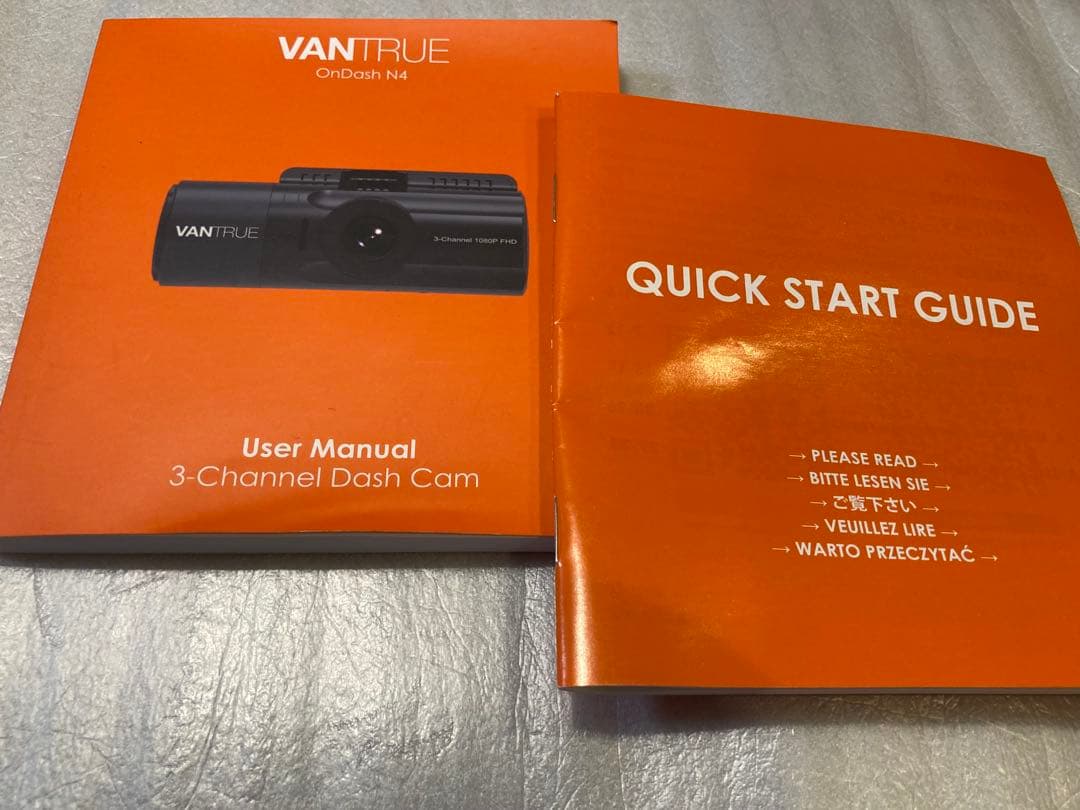 VANTRUE
OnDash N4
VANTRUE
3-Channel 1080P FHD
User Manual
3-Channel Dash Cam
QUICK START GUIDE
→ PLEASE READ →
→ BITTE LESEN SIE →
→ ご覧下さい →
→ VEUILLEZ LIRE →
→ WARTO PRZECZYTAĆ →